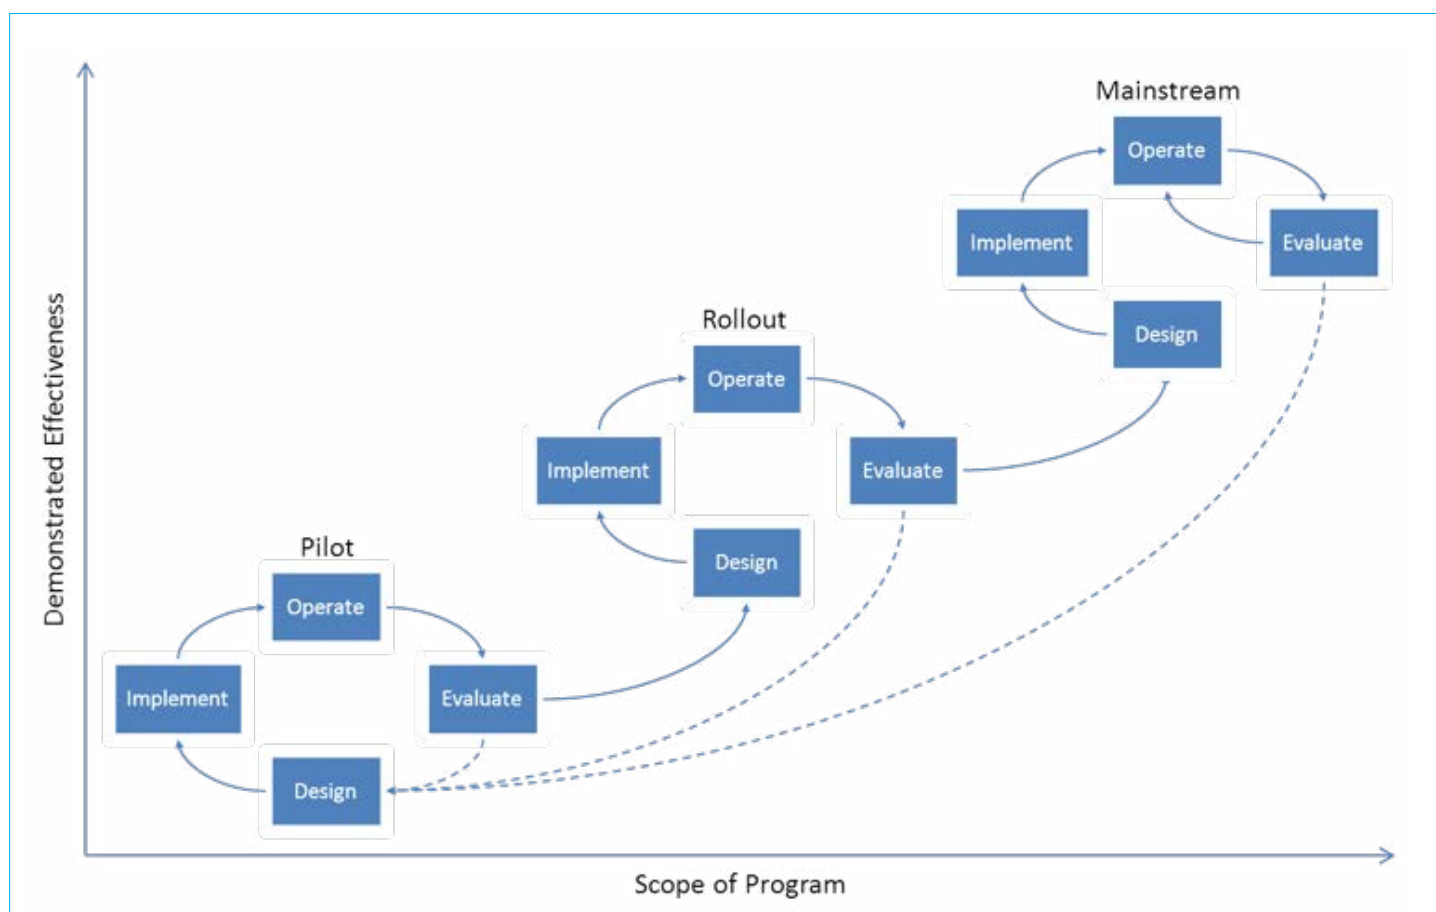 Mainstream
Operate
Implement
Evaluate
Design
Rollout
Operate
Implement
Evaluate
Design
Pilot
Operate
Implement
Evaluate
Design
Demonstrated Effectiveness
Scope of Program